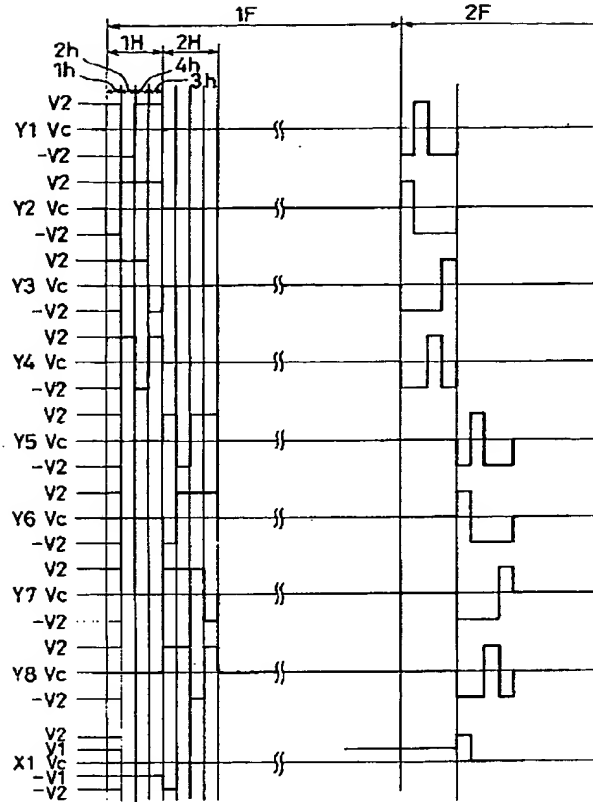 1F 2F
1H 2H
2h 4h
1h 3h
V2
Y1 Vc
-V2
V2
Y2 Vc
-V2
V2
Y3 Vc
-V2
V2
Y4 Vc
-V2
V2
Y5 Vc
-V2
V2
Y6 Vc
-V2
V2
Y7 Vc
-V2
V2
Y8 Vc
-V2
V2
V1
X1 Vc
-V1
-V2